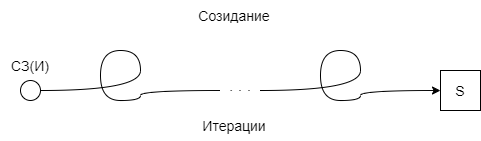 Созидание
СЗ(И)
. . .
S
Итерации